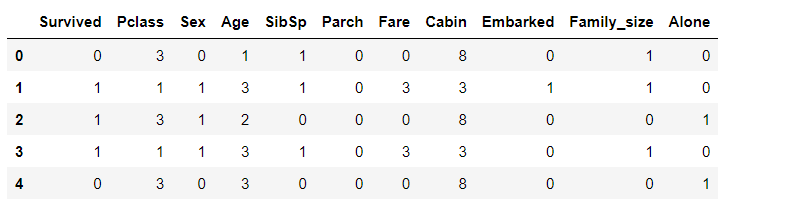 Survived Pclass Sex Age SibSp Parch Fare Cabin Embarked Family_size Alone
0 0 3 0 1 1 0 0 8 0 1 0
1 1 1 1 3 1 0 3 3 1 1 0
2 1 3 1 2 0 0 0 8 0 0 1
3 1 1 1 3 1 0 3 3 0 1 0
4 0 3 0 3 0 0 0 8 0 0 1